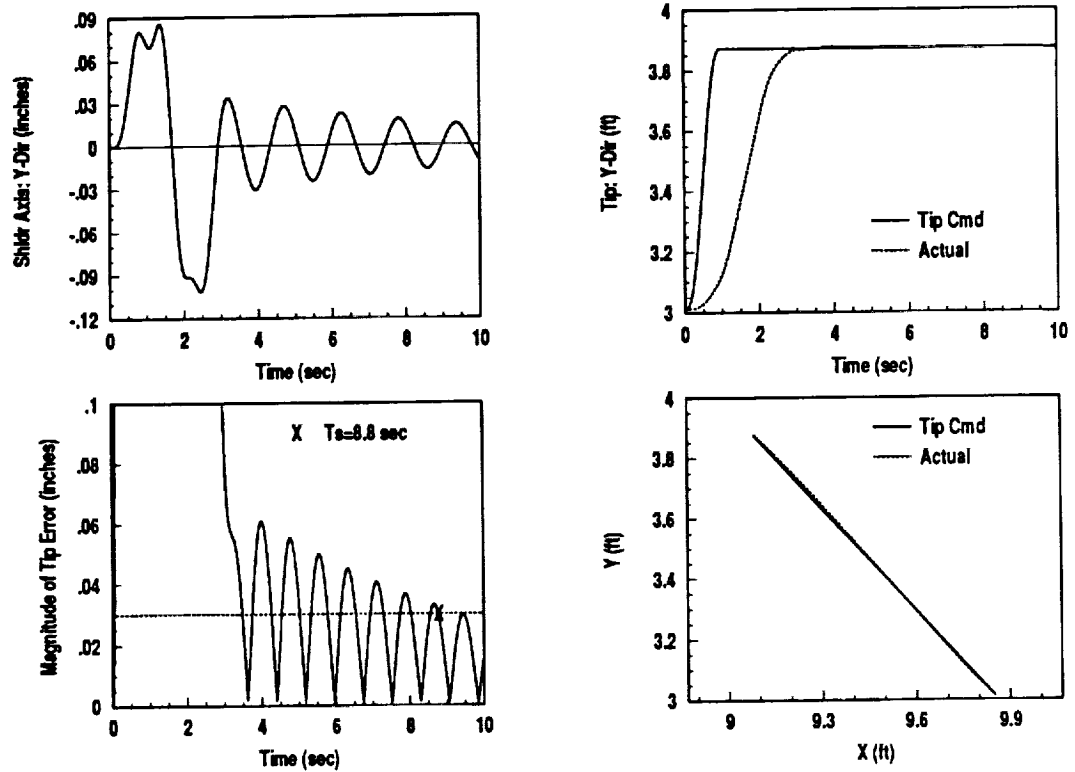 .09
.06
.03
0
-.03
-.06
-.09
-.12
0 2 4 6 8 10
Shldr Axis: Y-Dir (inches)
Time (sec)
4
3.8
3.6
3.4
3.2
3
0 2 4 6 8 10
Tip: Y-Dir (ft)
Tip Cmd
Actual
Time (sec)
.1
.08
.06
.04
.02
0
0 2 4 6 8 10
Magnitude of Tip Error (inches)
X Ts=8.8 sec
X
Time (sec)
4
3.8
3.6
3.4
3.2
3
9 9.3 9.6 9.9
Y (ft)
Tip Cmd
Actual
X (ft)